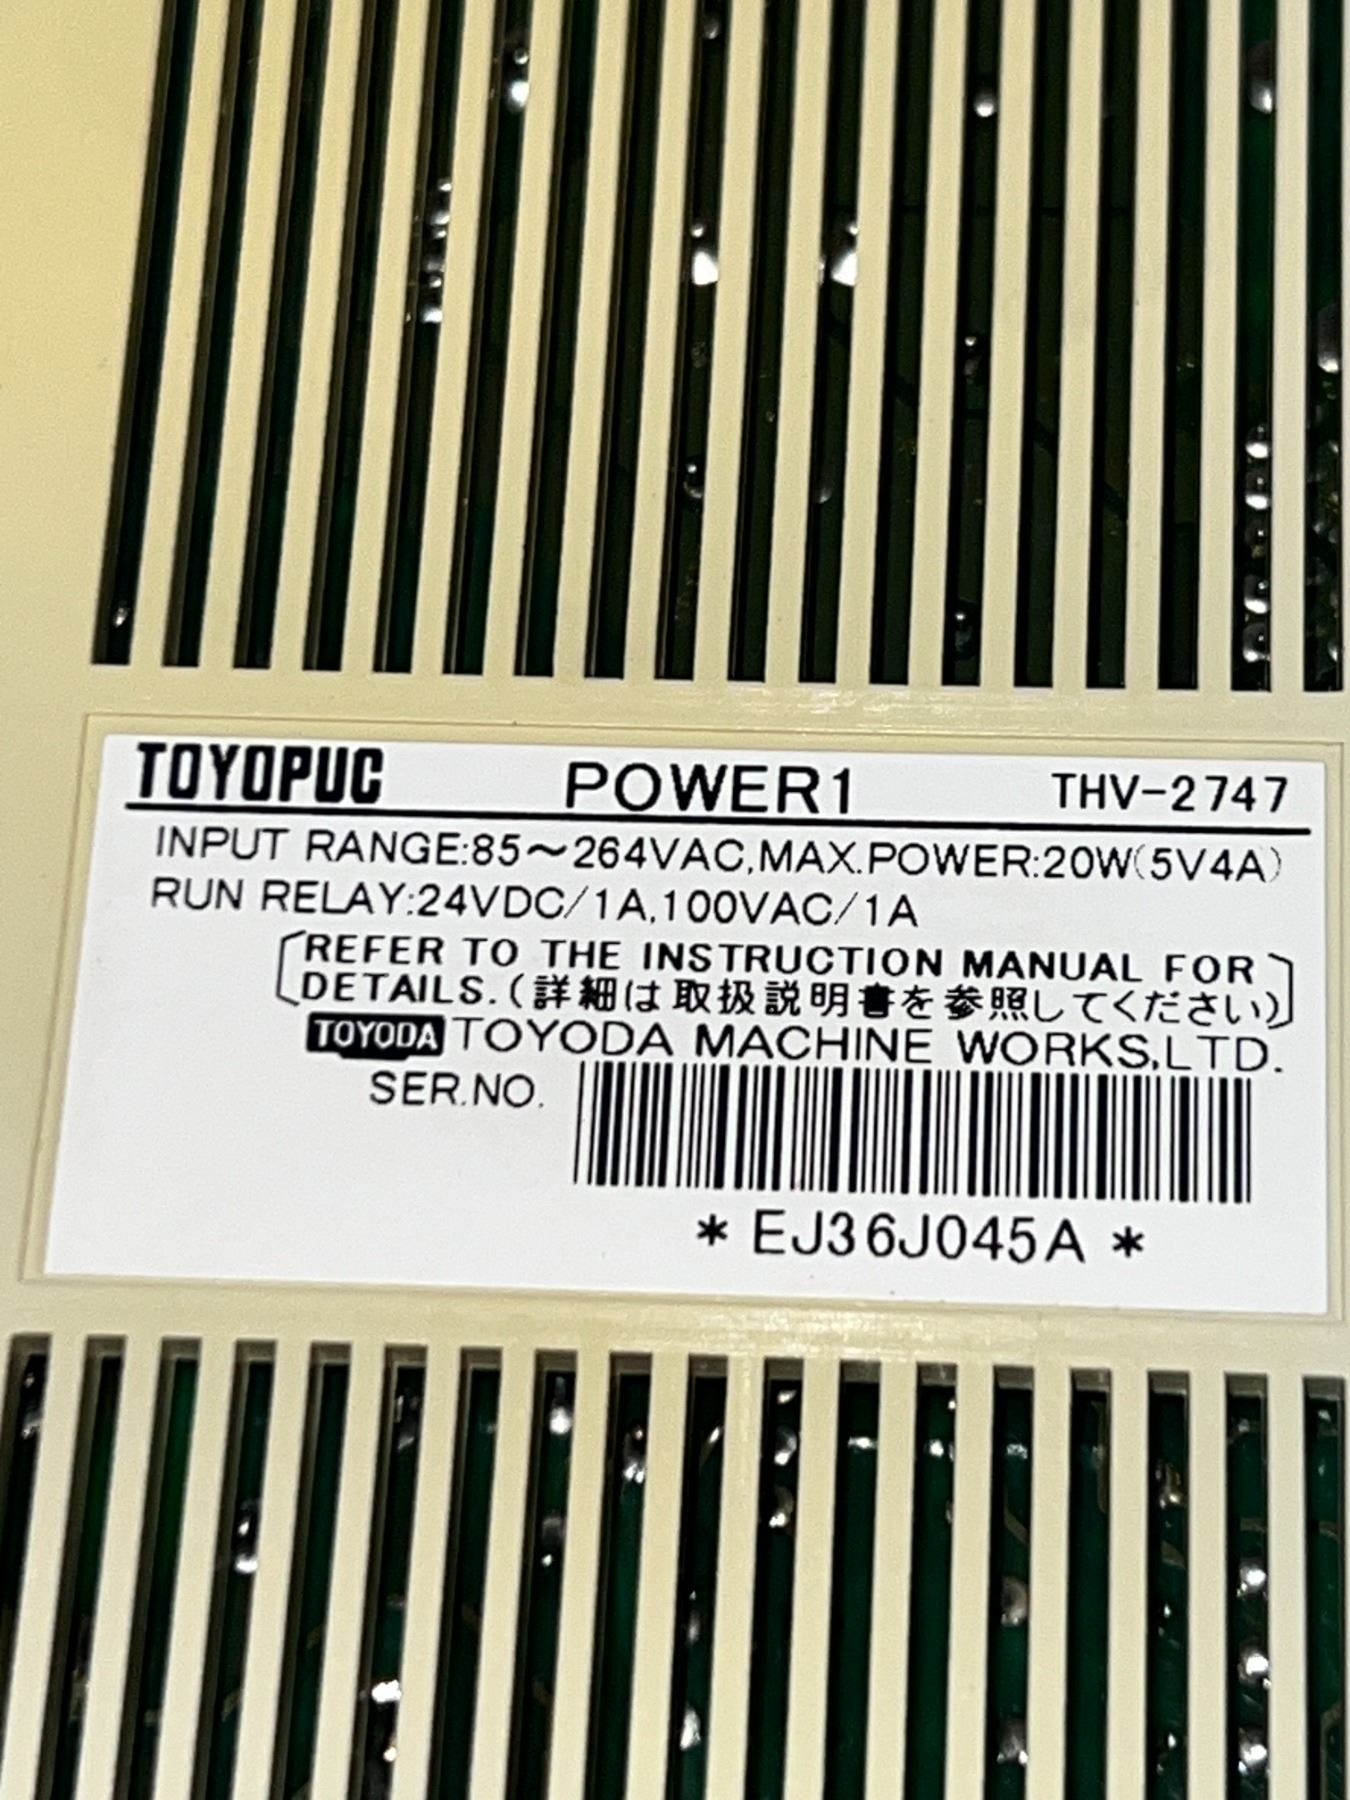 TOYOPUC POWER1 THV-2747
INPUT RANGE:85~264VAC,MAX.POWER:20W(5V4A)
RUN RELAY:24VDC/1A,100VAC/1A
[REFER TO THE INSTRUCTION MANUAL FOR
DETAILS.(詳細は取扱説明書を参照してください)]
TOYODA TOYODA MACHINE WORKS,LTD.
SER.NO.
*EJ36J045A*